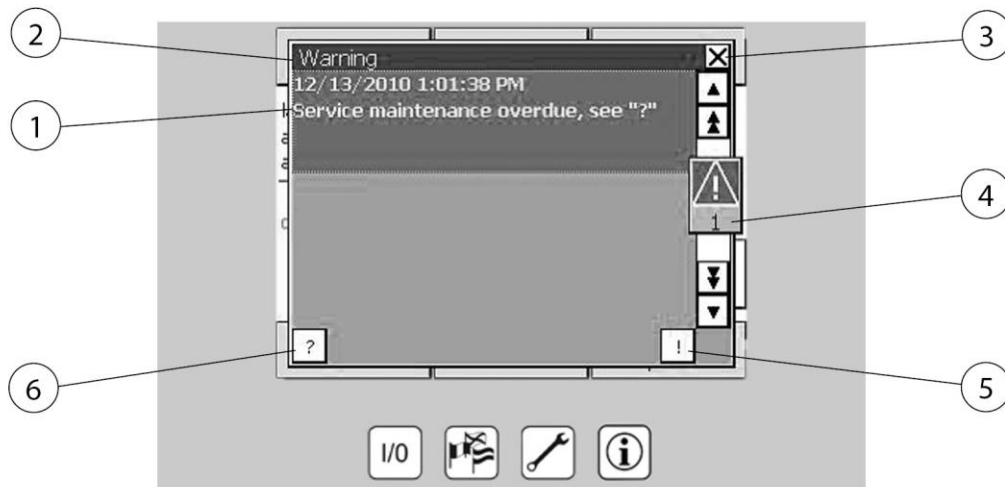 2
3
Warning
12/13/2010 1:01:38 PM
1
Service maintenance overdue, see "?"
!
1
4
?
!
6
5
I/0
i